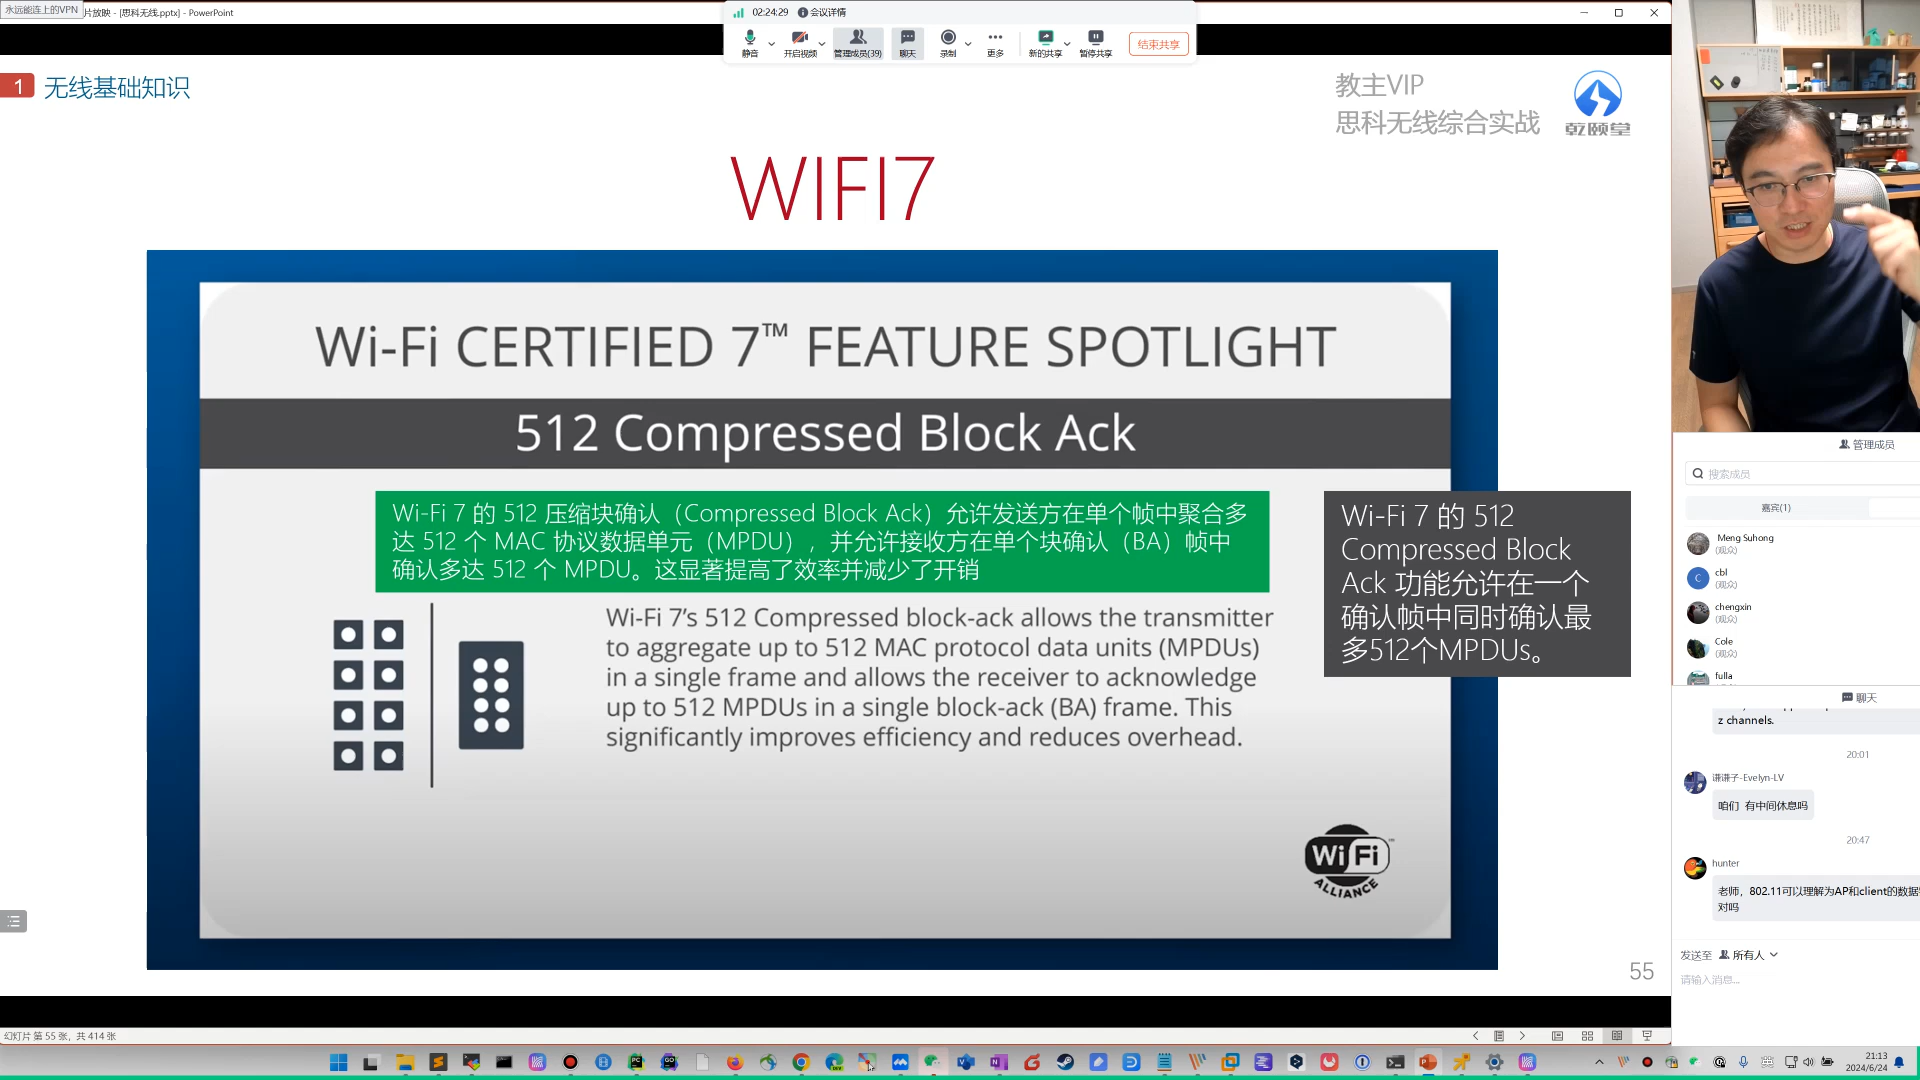 永远能连上的VPN
片放映 - [思科无线.pptx] - PowerPoint
02:24:29 会议详情
静音 开启视频 管理成员(39) 聊天 录制 更多 新的共享 暂停共享 结束共享
1 无线基础知识
教主VIP
思科无线综合实战
乾颐堂
WIFI7
Wi-Fi CERTIFIED 7™ FEATURE SPOTLIGHT
512 Compressed Block Ack
Wi-Fi 7 的 512 压缩块确认（Compressed Block Ack）允许发送方在单个帧中聚合多
达 512 个 MAC 协议数据单元（MPDU），并允许接收方在单个块确认（BA）帧中
确认多达 512 个 MPDU。这显著提高了效率并减少了开销
Wi-Fi 7's 512 Compressed block-ack allows the transmitter
to aggregate up to 512 MAC protocol data units (MPDUs)
in a single frame and allows the receiver to acknowledge
up to 512 MPDUs in a single block-ack (BA) frame. This
significantly improves efficiency and reduces overhead.
Wi-Fi 7 的 512
Compressed Block
Ack 功能允许在一个
确认帧中同时确认最
多512个MPDUs。
Wi Fi
ALLIANCE
55
管理成员
搜索成员
嘉宾(1)
Meng Suhong
(观众)
cbl
(观众)
chengxin
(观众)
Cole
(观众)
fulla
聊天
z channels.
20:01
谦谦子-Evelyn-LV
咱们 有中间休息吗
20:47
hunter
老师，802.11可以理解为AP和client的数据
对吗
发送至 所有人
请输入消息...
幻灯片 第 55 张，共 414 张
21:13
2024/6/24